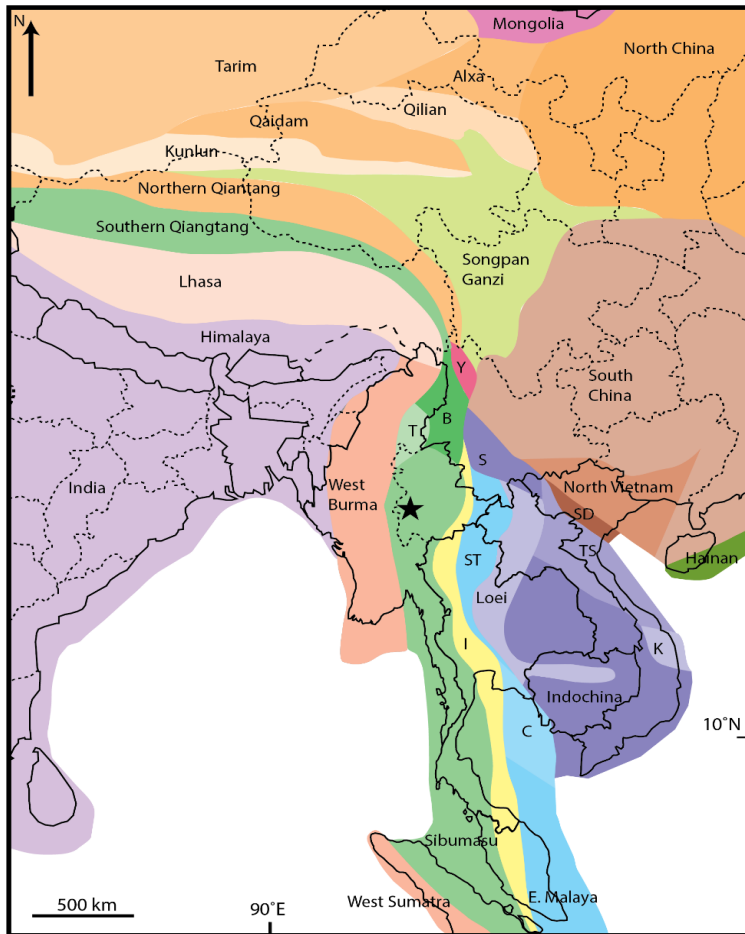 N
Mongolia
North China
Tarim
Alxa
Qilian
Qaidam
Kunlun
Northern Qiantang
Southern Qiangtang
Songpan
Ganzi
Lhasa
Himalaya
Y
South
China
B
T
S
India
West
Burma
North Vietnam
SD
TS
Hainan
ST
Loei
I
K
Indochina
C
10˚N
Sibumasu
West Sumatra
E. Malaya
500 km
90˚E